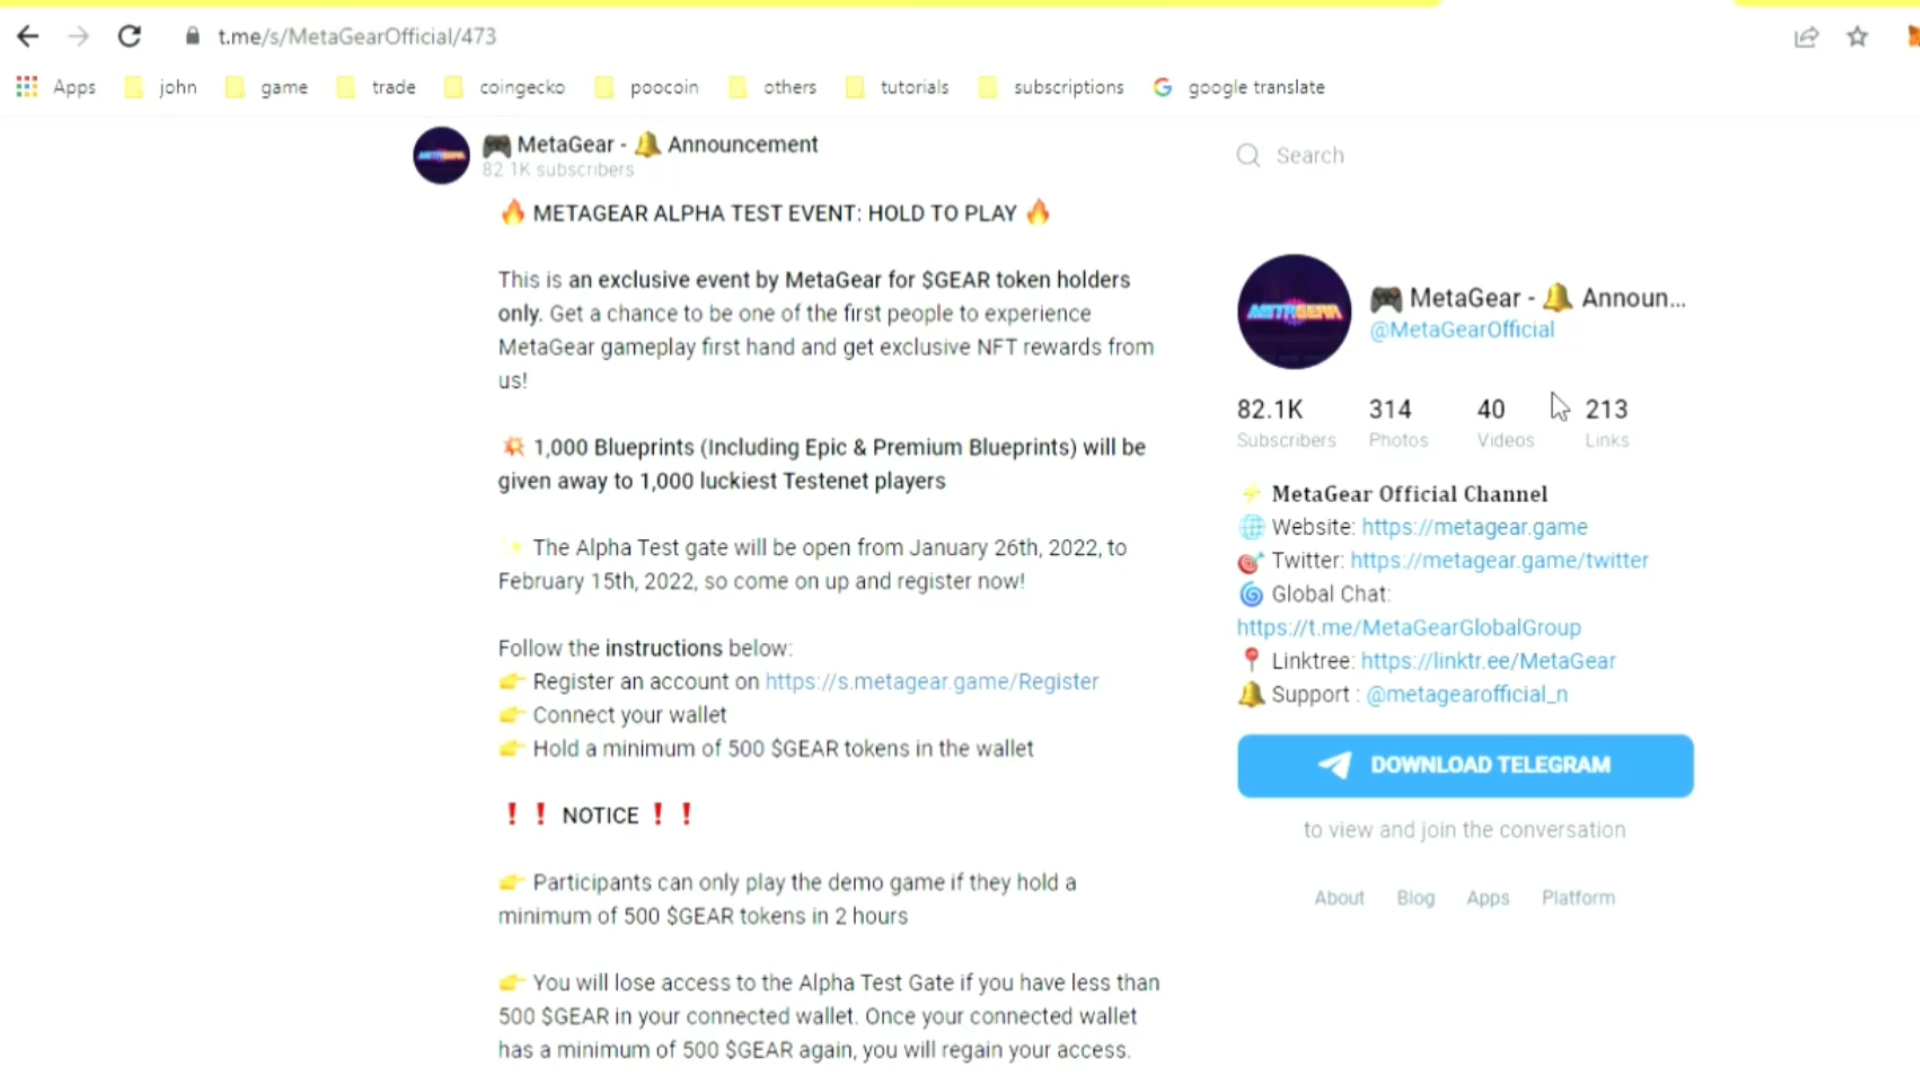 t.me/s/MetaGearOfficial/473
Apps john game trade coingecko poocoin others tutorials subscriptions google translate
MetaGear - Announcement
82.1K subscribers
METAGEAR ALPHA TEST EVENT: HOLD TO PLAY
This is an exclusive event by MetaGear for $GEAR token holders
only. Get a chance to be one of the first people to experience
MetaGear gameplay first hand and get exclusive NFT rewards from
us!
1,000 Blueprints (Including Epic & Premium Blueprints) will be
given away to 1,000 luckiest Testenet players
The Alpha Test gate will be open from January 26th, 2022, to
February 15th, 2022, so come on up and register now!
Follow the instructions below:
Register an account on https://s.metagear.game/Register
Connect your wallet
Hold a minimum of 500 $GEAR tokens in the wallet
NOTICE
Participants can only play the demo game if they hold a
minimum of 500 $GEAR tokens in 2 hours
You will lose access to the Alpha Test Gate if you have less than
500 $GEAR in your connected wallet. Once your connected wallet
has a minimum of 500 $GEAR again, you will regain your access.
Search
METAGEAR
MetaGear - Announ...
@MetaGearOfficial
82.1K 314 40 213
Subscribers Photos Videos Links
MetaGear Official Channel
Website: https://metagear.game
Twitter: https://metagear.game/twitter
Global Chat:
https://t.me/MetaGearGlobalGroup
Linktree: https://linktr.ee/MetaGear
Support : @metagearofficial_n
DOWNLOAD TELEGRAM
to view and join the conversation
About Blog Apps Platform